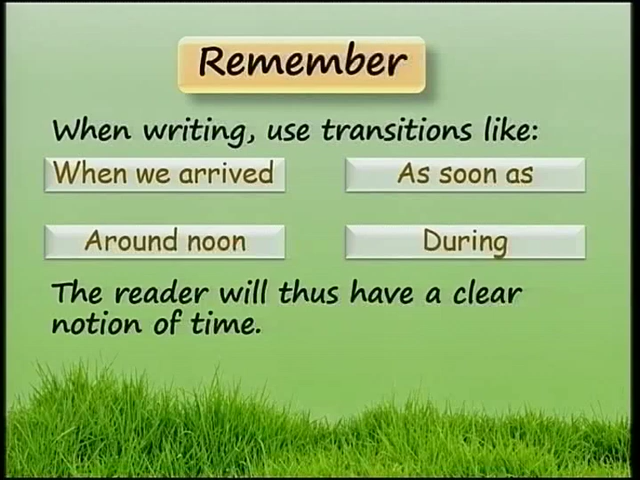 Remember
When writing, use transitions like:
When we arrived
As soon as
Around noon
During
The reader will thus have a clear
notion of time.